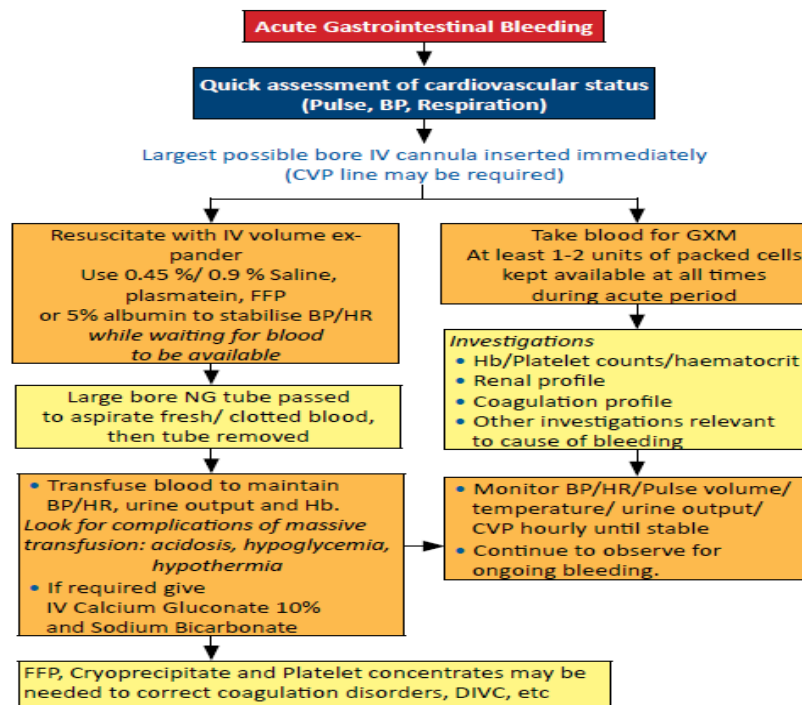 Acute Gastrointestinal Bleeding
Quick assessment of cardiovascular status
(Pulse, BP, Respiration)
Largest possible bore IV cannula inserted immediately
(CVP line may be required)
Resuscitate with IV volume ex-
pander
Use 0.45 %/ 0.9 % Saline,
plasmatein, FFP
or 5% albumin to stabilise BP/HR
while waiting for blood
to be available
Large bore NG tube passed
to aspirate fresh/ clotted blood,
then tube removed
• Transfuse blood to maintain
BP/HR, urine output and Hb.
Look for complications of massive
transfusion: acidosis, hypoglycemia,
hypothermia
• If required give
IV Calcium Gluconate 10%
and Sodium Bicarbonate
FFP, Cryoprecipitate and Platelet concentrates may be
needed to correct coagulation disorders, DIVC, etc
Take blood for GXM
At least 1-2 units of packed cells
kept available at all times
during acute period
Investigations
• Hb/Platelet counts/haematocrit
• Renal profile
• Coagulation profile
• Other investigations relevant
to cause of bleeding
• Monitor BP/HR/Pulse volume/
temperature/ urine output/
CVP hourly until stable
• Continue to observe for
ongoing bleeding.